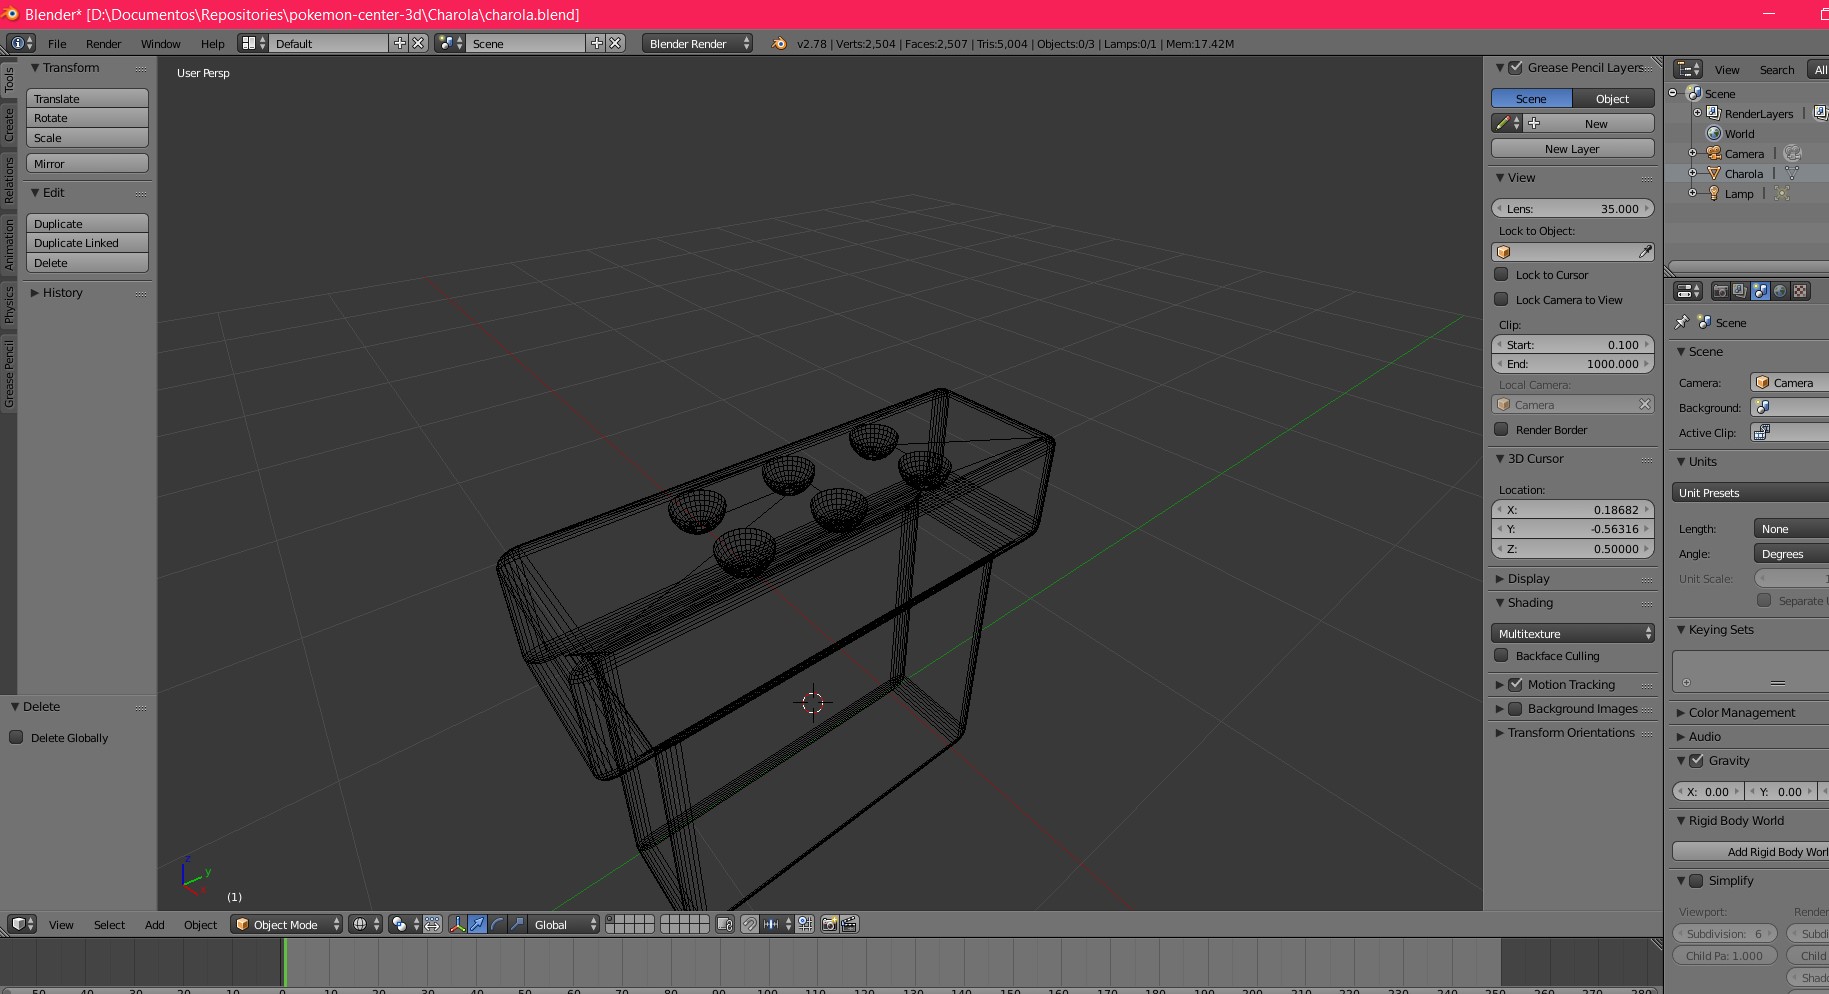 Blender* [D:\Documentos\Repositories\pokemon-center-3d\Charola\charola.blend]
File Render Window Help Default Scene Blender Render v2.78 | Verts:2,504 | Faces:2,507 | Tris:5,004 | Objects:0/3 | Lamps:0/1 | Mem:17.42M
Tools
Create
Relations
Animation
Physics
Grease Pencil
Transform
Translate
Rotate
Scale
Mirror
Edit
Duplicate
Duplicate Linked
Delete
History
Delete
Delete Globally
User Persp
z
y
x
(1)
Grease Pencil Layers
Scene Object
New
New Layer
View
Lens: 35.000
Lock to Object:
Lock to Cursor
Lock Camera to View
Clip:
Start: 0.100
End: 1000.000
Local Camera:
Camera
Render Border
3D Cursor
Location:
X: 0.18682
Y: -0.56316
Z: 0.50000
Display
Shading
Multitexture
Backface Culling
Motion Tracking
Background Images
Transform Orientations
View Search All
Scene
RenderLayers |
World
Camera |
Charola |
Lamp |
Scene
Scene
Camera: Camera
Background:
Active Clip:
Units
Unit Presets
Length: None
Angle: Degrees
Unit Scale: 1
Separate U
Keying Sets
Color Management
Audio
Gravity
X: 0.00 Y: 0.00
Rigid Body World
Add Rigid Body Worl
Simplify
Viewport: Render
Subdivision: 6 Subdi
Child Pa: 1.000 Child
Shado
View Select Add Object Object Mode Global
-50 -40 -30 -20 -10 0 10 20 30 40 50 60 70 80 90 100 110 120 130 140 150 160 170 180 190 200 210 220 230 240 250 260 270 280